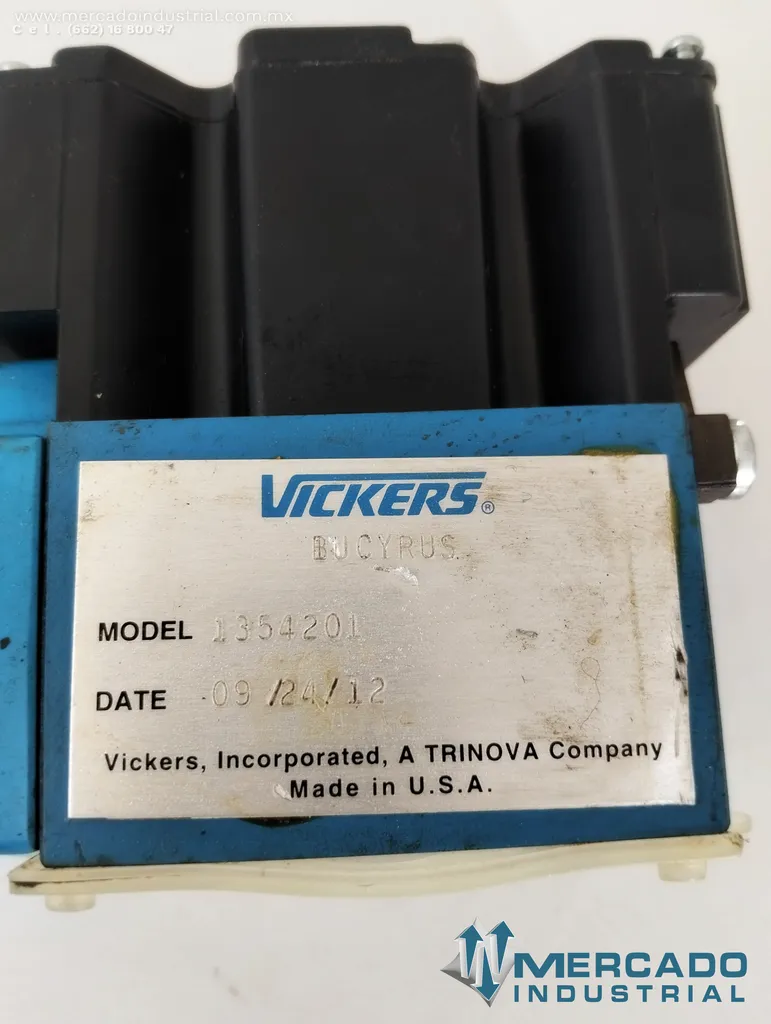 www.mercadoindustrial.com.mx
Cel. (662) 16 800 47
VICKERS®
BUCYRUS
MODEL 1354201
DATE 09/24/12
Vickers, Incorporated, A TRINOVA Company
Made in U.S.A.
MERCADO
INDUSTRIAL